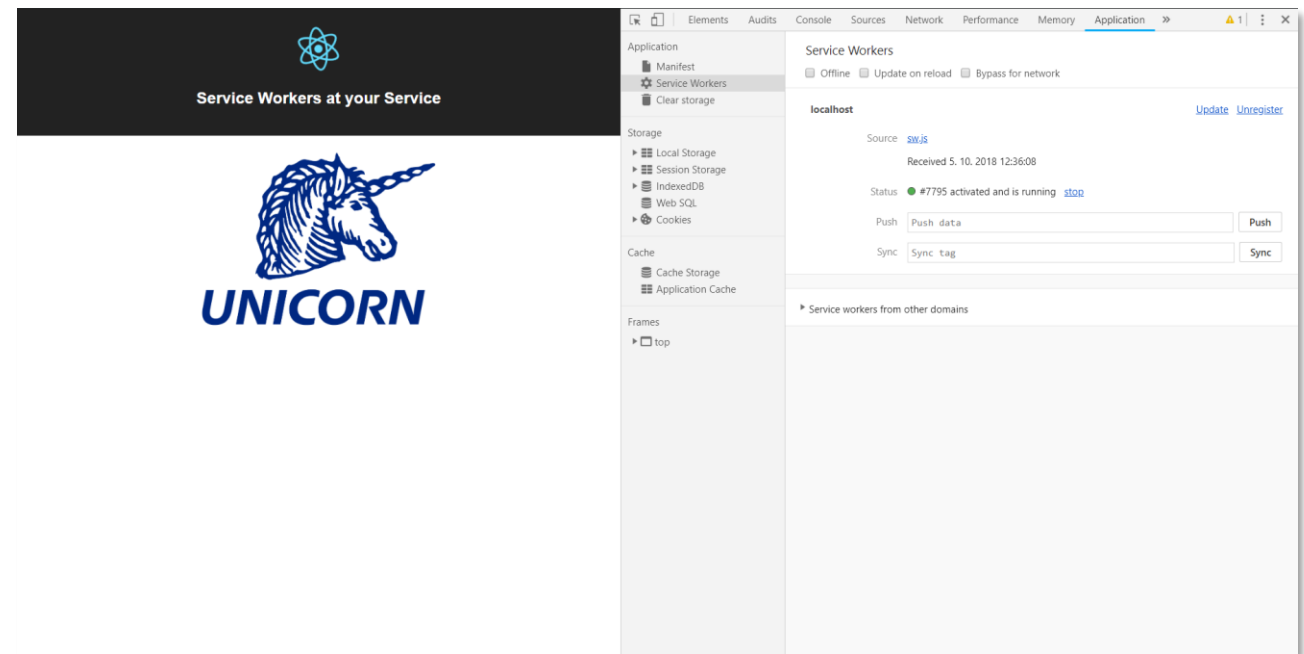 Service Workers at your Service
UNICORN
Elements Audits Console Sources Network Performance Memory Application » 1
Application
Manifest
Service Workers
Clear storage
Storage
Local Storage
Session Storage
IndexedDB
Web SQL
Cookies
Cache
Cache Storage
Application Cache
Frames
top
Service Workers
Offline Update on reload Bypass for network
localhost Update Unregister
Source sw.js
Received 5. 10. 2018 12:36:08
Status #7795 activated and is running stop
Push Push data Push
Sync Sync tag Sync
Service workers from other domains